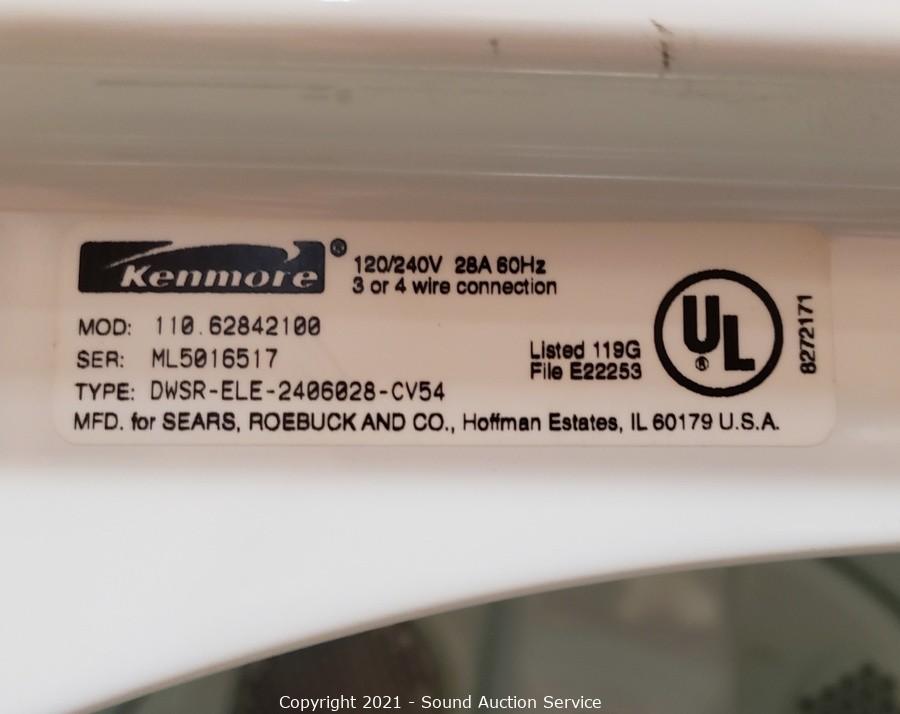 Kenmore®
120/240V 28A 60Hz
3 or 4 wire connection
MOD: 110.62842100
SER: ML5016517
TYPE: DWSR-ELE-2406028-CV54
Listed 119G
File E22253
UL®
8272171
MFD. for SEARS, ROEBUCK AND CO., Hoffman Estates, IL 60179 U.S.A.
Copyright 2021 - Sound Auction Service